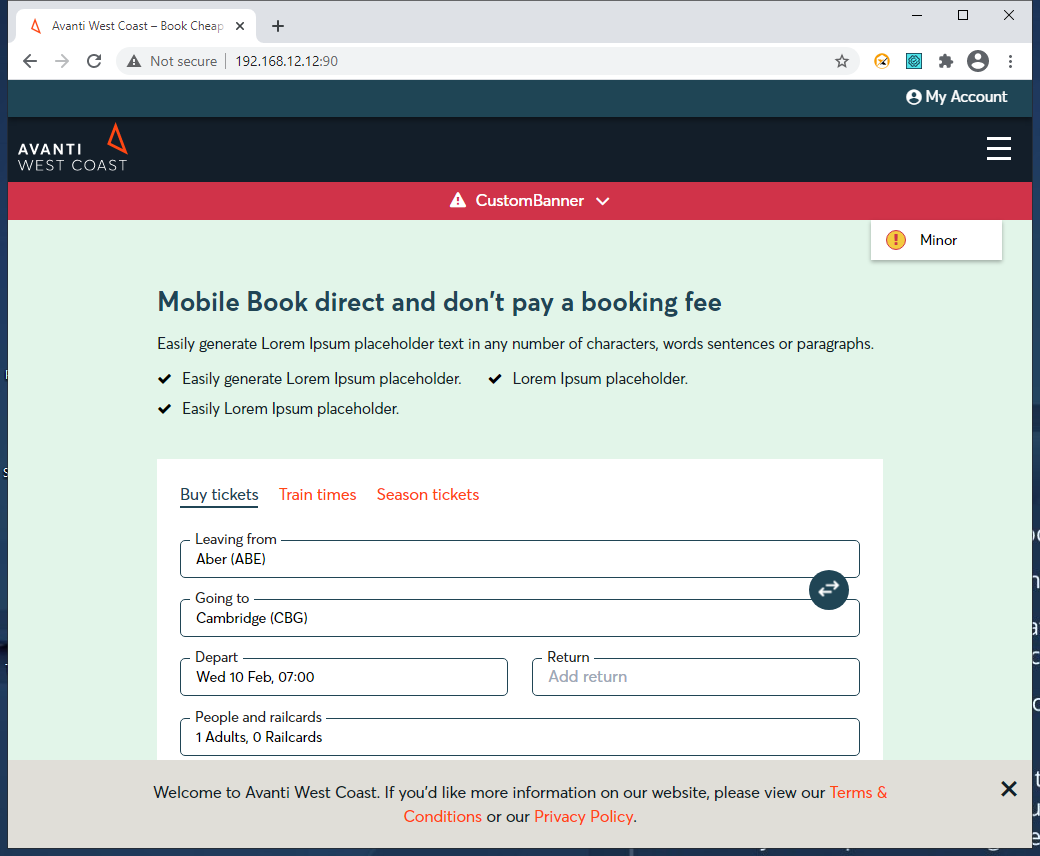 Avanti West Coast – Book Cheap
Not secure
192.168.12.12:90
My Account
AVANTI
WEST COAST
CustomBanner
Minor
Mobile Book direct and don't pay a booking fee
Easily generate Lorem Ipsum placeholder text in any number of characters, words sentences or paragraphs.
Easily generate Lorem Ipsum placeholder. Lorem Ipsum placeholder.
Easily Lorem Ipsum placeholder.
Buy tickets Train times Season tickets
Leaving from
Aber (ABE)
Going to
Cambridge (CBG)
Depart Return
Wed 10 Feb, 07:00 Add return
People and railcards
1 Adults, 0 Railcards
Welcome to Avanti West Coast. If you'd like more information on our website, please view our Terms &
Conditions or our Privacy Policy.